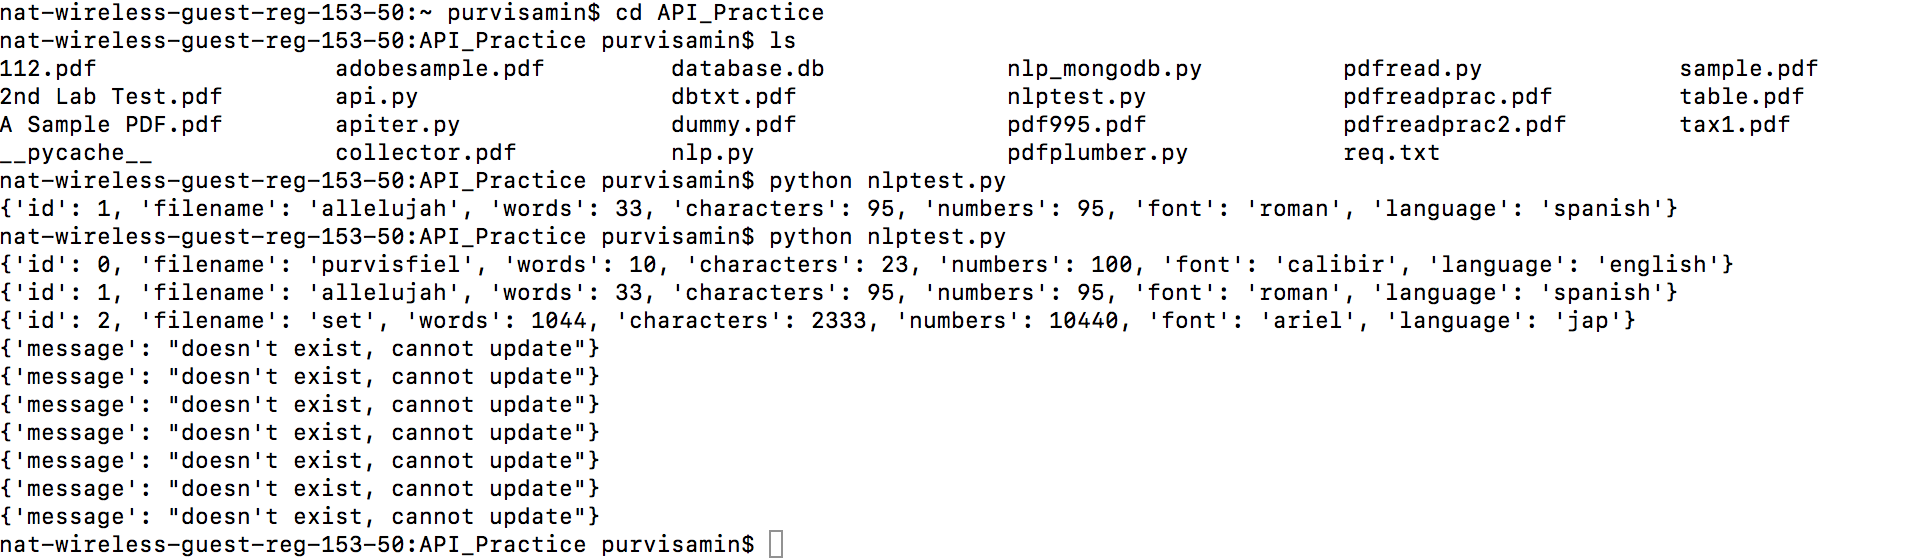 nat-wireless-guest-reg-153-50:~ purvisamin$ cd API_Practice
nat-wireless-guest-reg-153-50:API_Practice purvisamin$ ls
112.pdf adobesample.pdf database.db nlp_mongodb.py pdfread.py sample.pdf
2nd Lab Test.pdf api.py dbtxt.pdf nlptest.py pdfreadprac.pdf table.pdf
A Sample PDF.pdf apiter.py dummy.pdf pdf995.pdf pdfreadprac2.pdf tax1.pdf
__pycache__ collector.pdf nlp.py pdfplumber.py req.txt
nat-wireless-guest-reg-153-50:API_Practice purvisamin$ python nlptest.py
{'id': 1, 'filename': 'allelujah', 'words': 33, 'characters': 95, 'numbers': 95, 'font': 'roman', 'language': 'spanish'}
nat-wireless-guest-reg-153-50:API_Practice purvisamin$ python nlptest.py
{'id': 0, 'filename': 'purvisfiel', 'words': 10, 'characters': 23, 'numbers': 100, 'font': 'calibir', 'language': 'english'}
{'id': 1, 'filename': 'allelujah', 'words': 33, 'characters': 95, 'numbers': 95, 'font': 'roman', 'language': 'spanish'}
{'id': 2, 'filename': 'set', 'words': 1044, 'characters': 2333, 'numbers': 10440, 'font': 'ariel', 'language': 'jap'}
{'message': "doesn't exist, cannot update"}
{'message': "doesn't exist, cannot update"}
{'message': "doesn't exist, cannot update"}
{'message': "doesn't exist, cannot update"}
{'message': "doesn't exist, cannot update"}
{'message': "doesn't exist, cannot update"}
{'message': "doesn't exist, cannot update"}
nat-wireless-guest-reg-153-50:API_Practice purvisamin$